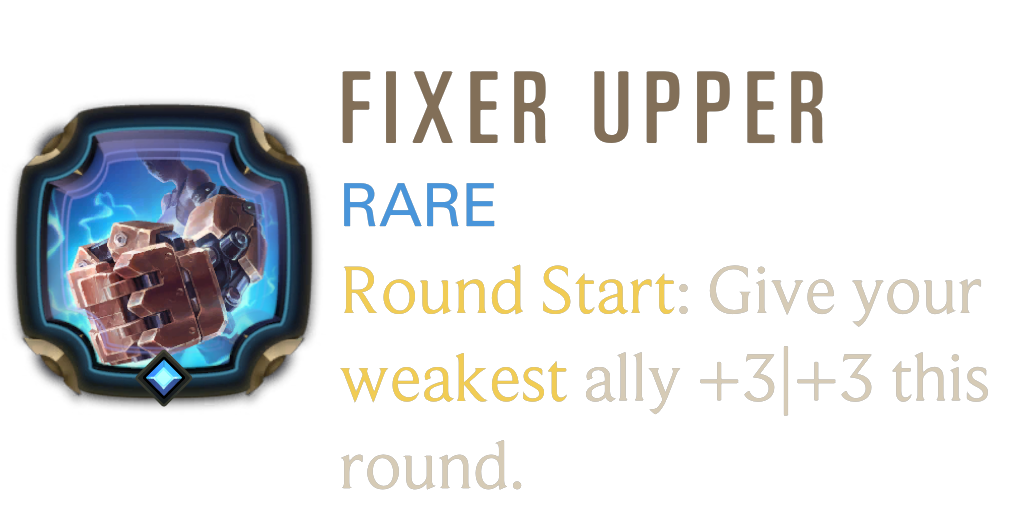 FIXER UPPER
RARE
Round Start: Give your
weakest ally +3|+3 this
round.